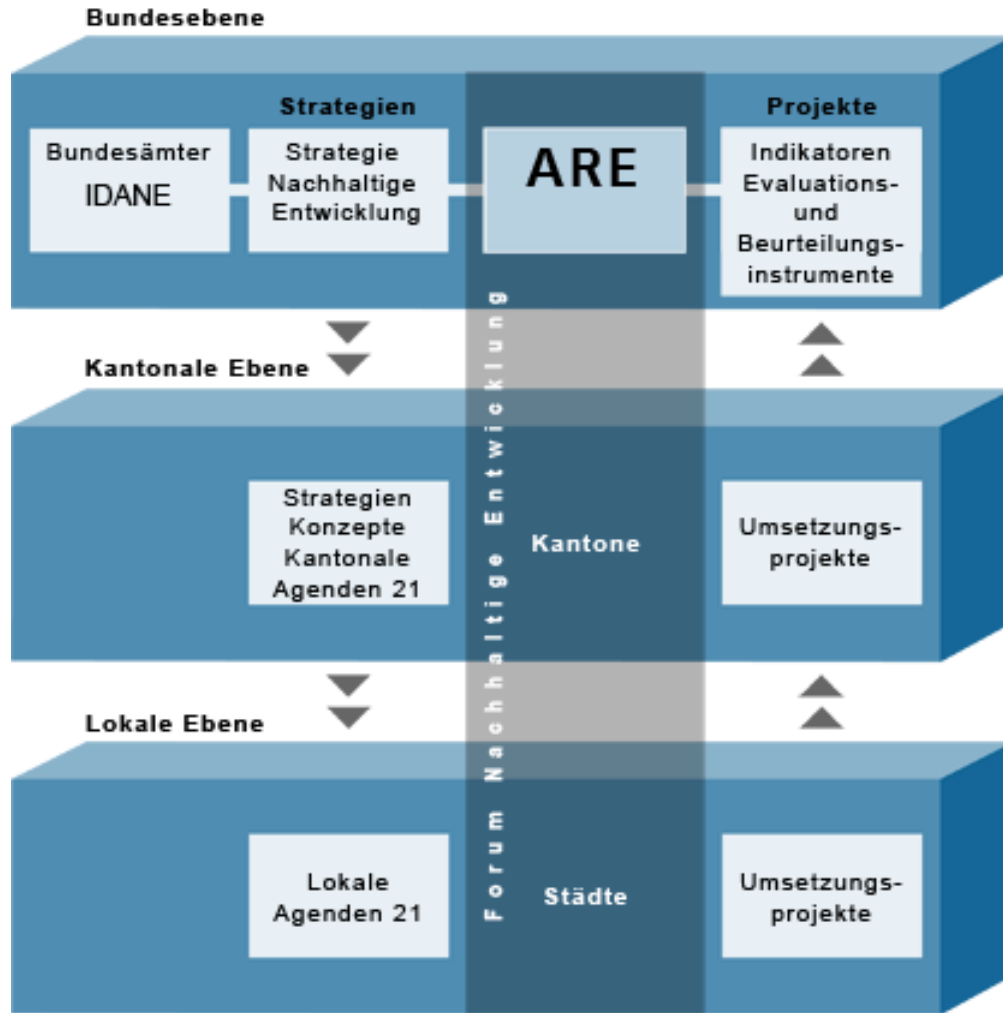 Bundesebene
Strategien
Projekte
Bundesämter
IDANE
Strategie
Nachhaltige
Entwicklung
ARE
Indikatoren
Evaluations-
und
Beurteilungs-
instrumente
Forum Nachhaltige Entwicklung
Kantonale Ebene
Strategien
Konzepte
Kantonale
Agenden 21
Kantone
Umsetzungs-
projekte
Lokale Ebene
Lokale
Agenden 21
Städte
Umsetzungs-
projekte